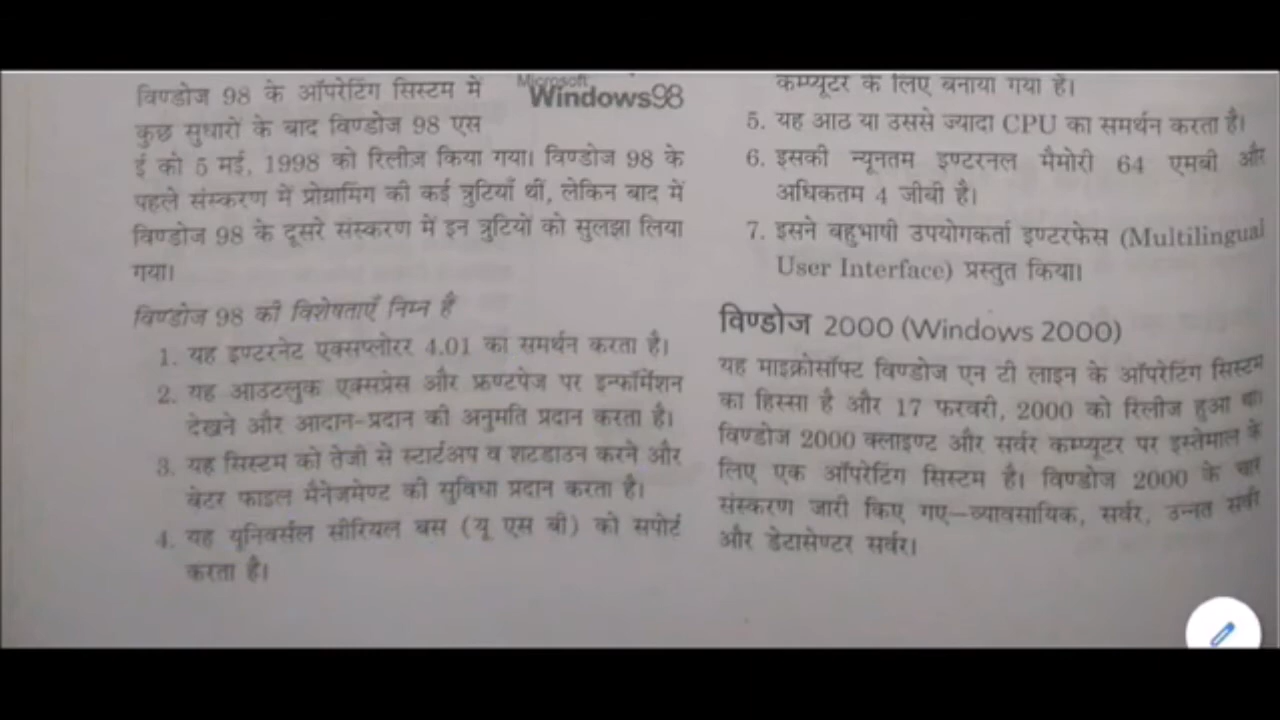 विण्डोज 98 के ऑपरेटिंग सिस्टम में
कुछ सुधारों के बाद विण्डोज 98 एस
ई को 5 मई, 1998 को रिलीज़ किया गया। विण्डोज 98 के
पहले संस्करण में प्रोग्रामिंग की कई त्रुटियाँ थीं, लेकिन बाद में
विण्डोज 98 के दूसरे संस्करण में इन त्रुटियों को सुलझा लिया
गया।
Microsoft
Windows98
विण्डोज 98 की विशेषताएँ निम्न हैं
1. यह इण्टरनेट एक्सप्लोरर 4.01 का समर्थन करता है।
2. यह आउटलुक एक्सप्रेस और फ्रण्टपेज पर इन्फॉर्मेशन
देखने और आदान-प्रदान की अनुमति प्रदान करता है।
3. यह सिस्टम को तेजी से स्टार्टअप व शटडाउन करने और
बेटर फाइल मैनेजमेण्ट की सुविधा प्रदान करता है।
4. यह यूनिवर्सल सीरियल बस (यू एस बी) को सपोर्ट
करता है।
कम्प्यूटर के लिए बनाया गया है।
5. यह आठ या उससे ज्यादा CPU का समर्थन करता है।
6. इसकी न्यूनतम इण्टरनल मैमोरी 64 एमबी और
अधिकतम 4 जीबी है।
7. इसने बहुभाषी उपयोगकर्ता इण्टरफेस (Multilingual
User Interface) प्रस्तुत किया।
विण्डोज 2000 (Windows 2000)
यह माइक्रोसॉफ्ट विण्डोज एन टी लाइन के ऑपरेटिंग सिस्टम
का हिस्सा है और 17 फरवरी, 2000 को रिलीज हुआ था।
विण्डोज 2000 क्लाइण्ट और सर्वर कम्प्यूटर पर इस्तेमाल के
लिए एक ऑपरेटिंग सिस्टम है। विण्डोज 2000 के चार
संस्करण जारी किए गए—व्यावसायिक, सर्वर, उन्नत सर्वर
और डेटासेण्टर सर्वर।